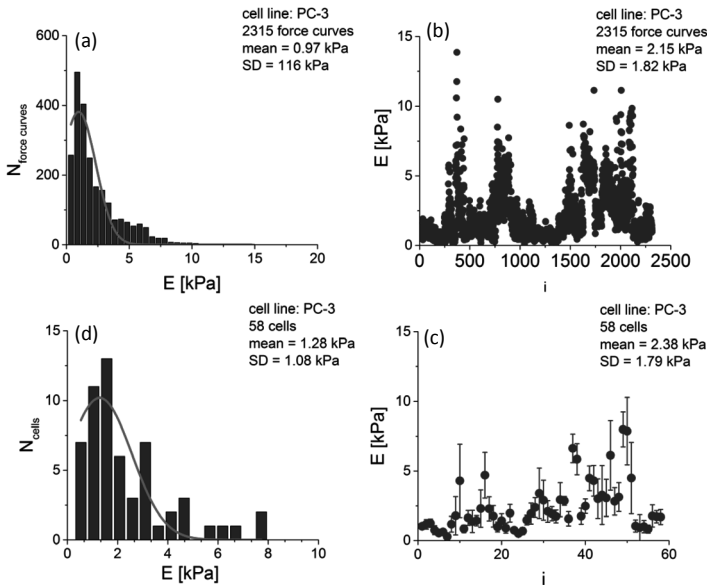 (a)
cell line: PC-3
2315 force curves
mean = 0.97 kPa
SD = 116 kPa
600
400
200
0
N force curves
0 5 10 15 20
E [kPa]
(b)
cell line: PC-3
2315 force curves
mean = 2.15 kPa
SD = 1.82 kPa
15
10
5
0
E [kPa]
0 500 1000 1500 2000 2500
i
(d)
cell line: PC-3
58 cells
mean = 1.28 kPa
SD = 1.08 kPa
15
10
5
0
N cells
0 2 4 6 8 10
E [kPa]
(c)
cell line: PC-3
58 cells
mean = 2.38 kPa
SD = 1.79 kPa
15
10
5
0
E [kPa]
0 20 40 60
i